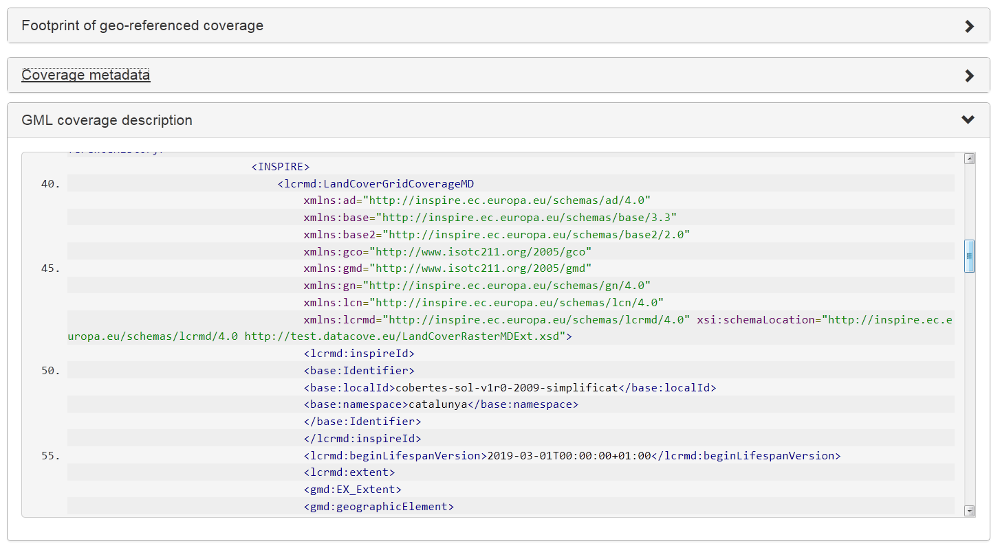 Footprint of geo-referenced coverage
Coverage metadata
GML coverage description
<INSPIRE>
40. <lcrmd:LandCoverGridCoverageMD
xmlns:ad="http://inspire.ec.europa.eu/schemas/ad/4.0"
xmlns:base="http://inspire.ec.europa.eu/schemas/base/3.3"
xmlns:base2="http://inspire.ec.europa.eu/schemas/base2/2.0"
xmlns:gco="http://www.isotc211.org/2005/gco"
45. xmlns:gmd="http://www.isotc211.org/2005/gmd"
xmlns:gn="http://inspire.ec.europa.eu/schemas/gn/4.0"
xmlns:lcn="http://inspire.ec.europa.eu/schemas/lcn/4.0"
xmlns:lcrmd="http://inspire.ec.europa.eu/schemas/lcrmd/4.0" xsi:schemaLocation="http://inspire.ec.e
uropa.eu/schemas/lcrmd/4.0 http://test.datacove.eu/LandCoverRasterMDExt.xsd">
<lcrmd:inspireId>
50. <base:Identifier>
<base:localId>cobertes-sol-v1r0-2009-simplificat</base:localId>
<base:namespace>catalunya</base:namespace>
</base:Identifier>
</lcrmd:inspireId>
55. <lcrmd:beginLifespanVersion>2019-03-01T00:00:00+01:00</lcrmd:beginLifespanVersion>
<lcrmd:extent>
<gmd:EX_Extent>
<gmd:geographicElement>